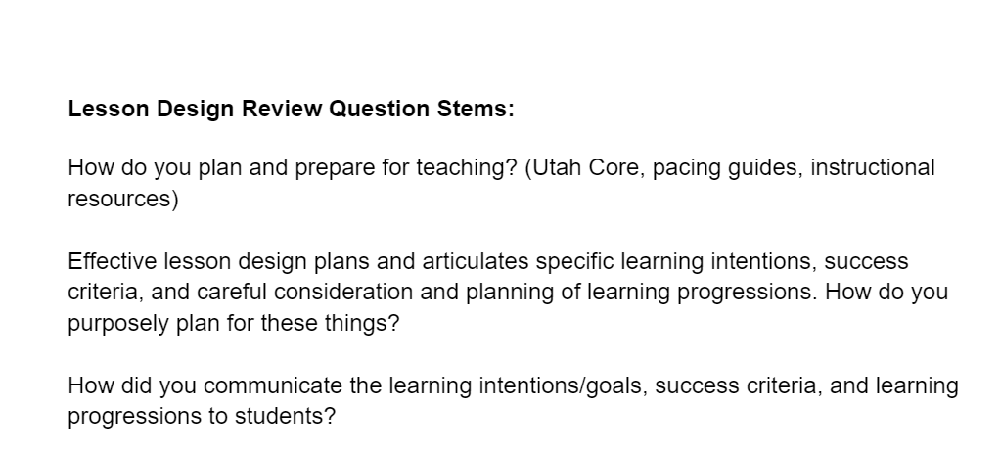 Lesson Design Review Question Stems:
How do you plan and prepare for teaching? (Utah Core, pacing guides, instructional
resources)
Effective lesson design plans and articulates specific learning intentions, success
criteria, and careful consideration and planning of learning progressions. How do you
purposely plan for these things?
How did you communicate the learning intentions/goals, success criteria, and learning
progressions to students?